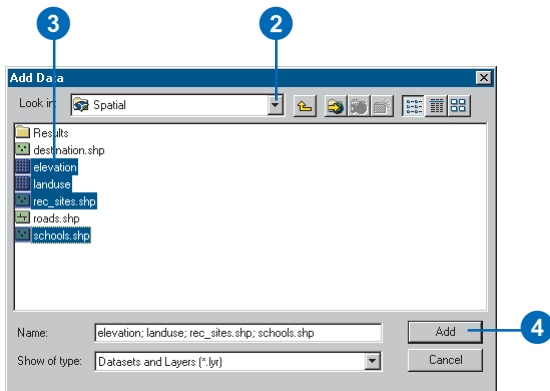 3
2
Add Data
Look in: Spatial
Results
destination.shp
elevation
landuse
rec_sites.shp
roads.shp
schools.shp
Name: elevation; landuse; rec_sites.shp; schools.shp
Add
4
Show of type: Datasets and Layers (*.lyr)
Cancel